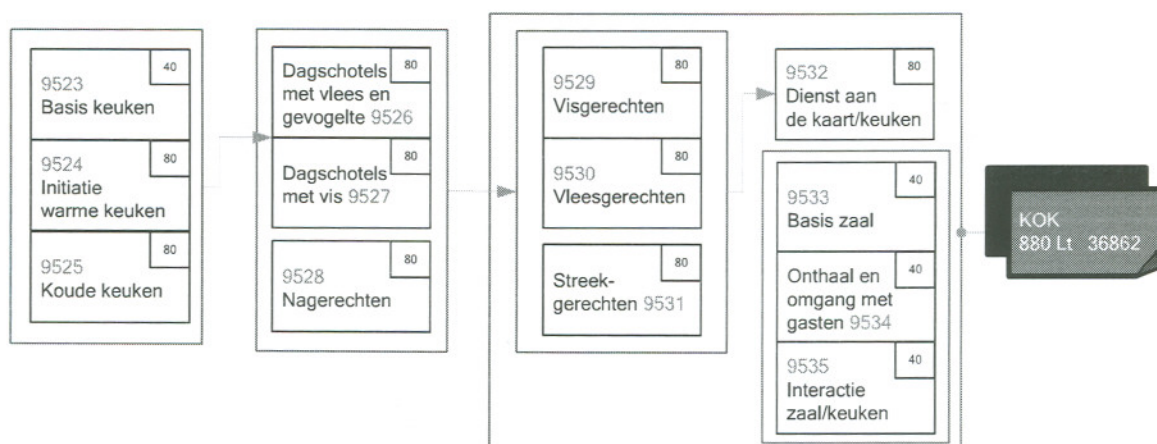 40
9523
Basis keuken
80
9524
Initiatie
warme keuken
80
9525
Koude keuken
80
Dagschotels
met vlees en
gevogelte 9526
80
Dagschotels
met vis 9527
80
9528
Nagerechten
80
9529
Visgerechten
80
9530
Vleesgerechten
80
Streek-
gerechten 9531
80
9532
Dienst aan
de kaart/keuken
40
9533
Basis zaal
40
Onthaal en
omgang met
gasten 9534
40
9535
Interactie
zaal/keuken
KOK
880 Lt 36862